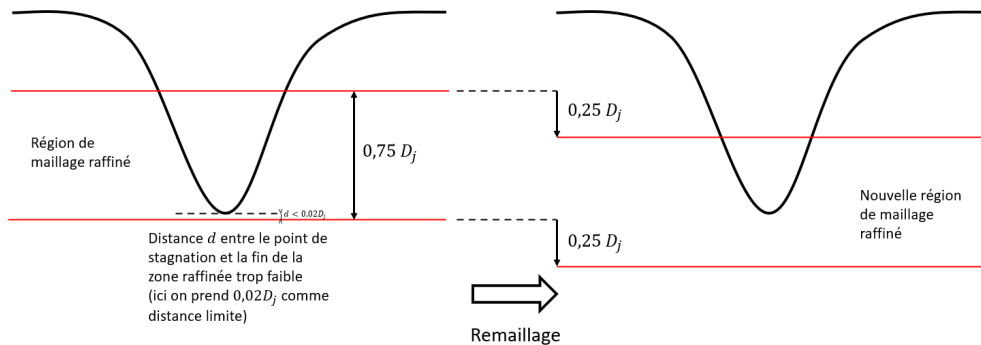 Région de
maillage raffiné
0,75 D_j
d < 0.02D_j
Distance d entre le point de
stagnation et la fin de la
zone raffinée trop faible
(ici on prend 0,02D_j comme
distance limite)
0,25 D_j
0,25 D_j
Remaillage
Nouvelle région
de maillage
raffiné